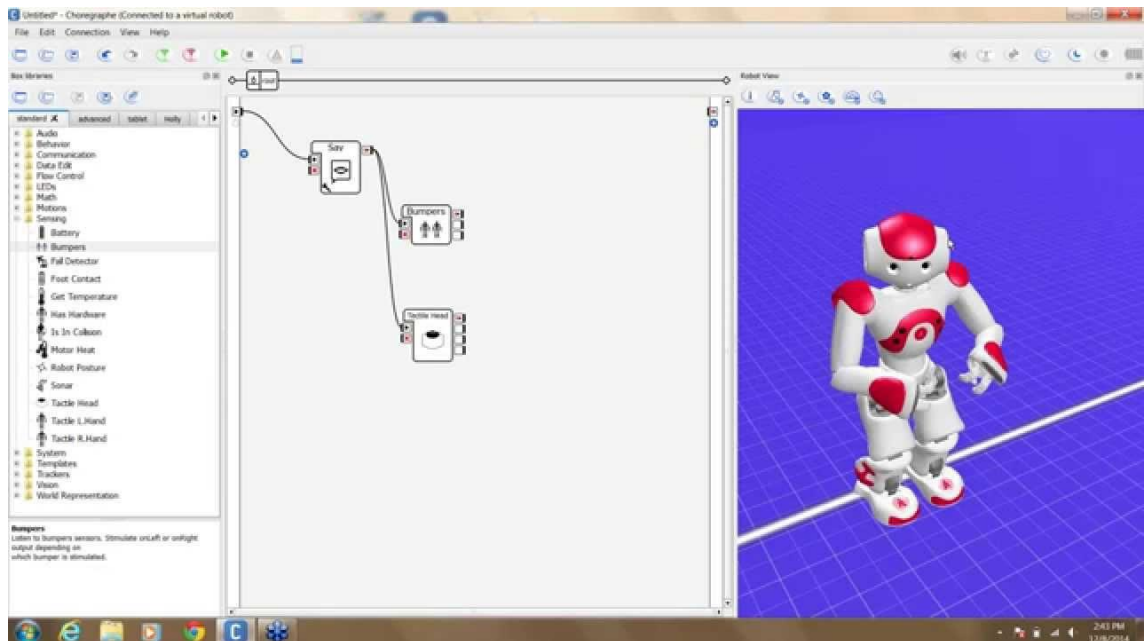 Untitled* - Choregraphe (Connected to a virtual robot)
File Edit Connection View Help
Box libraries
root
Robot View
standard X advanced tablet Holly
Audio
Behavior
Communication
Data Edit
Flow Control
LEDs
Math
Motions
Sensing
Battery
Bumpers
Fall Detector
Foot Contact
Get Temperature
Has Hardware
Is In Collision
Motor Heat
Robot Posture
Sonar
Tactile Head
Tactile L.Hand
Tactile R.Hand
System
Templates
Trackers
Vision
World Representation
Say
Bumpers
Tactile Head
Bumpers
Listen to bumpers sensors. Stimulate onLeft or onRight
output depending on
which bumper is stimulated.
2:43 PM
12/8/2014